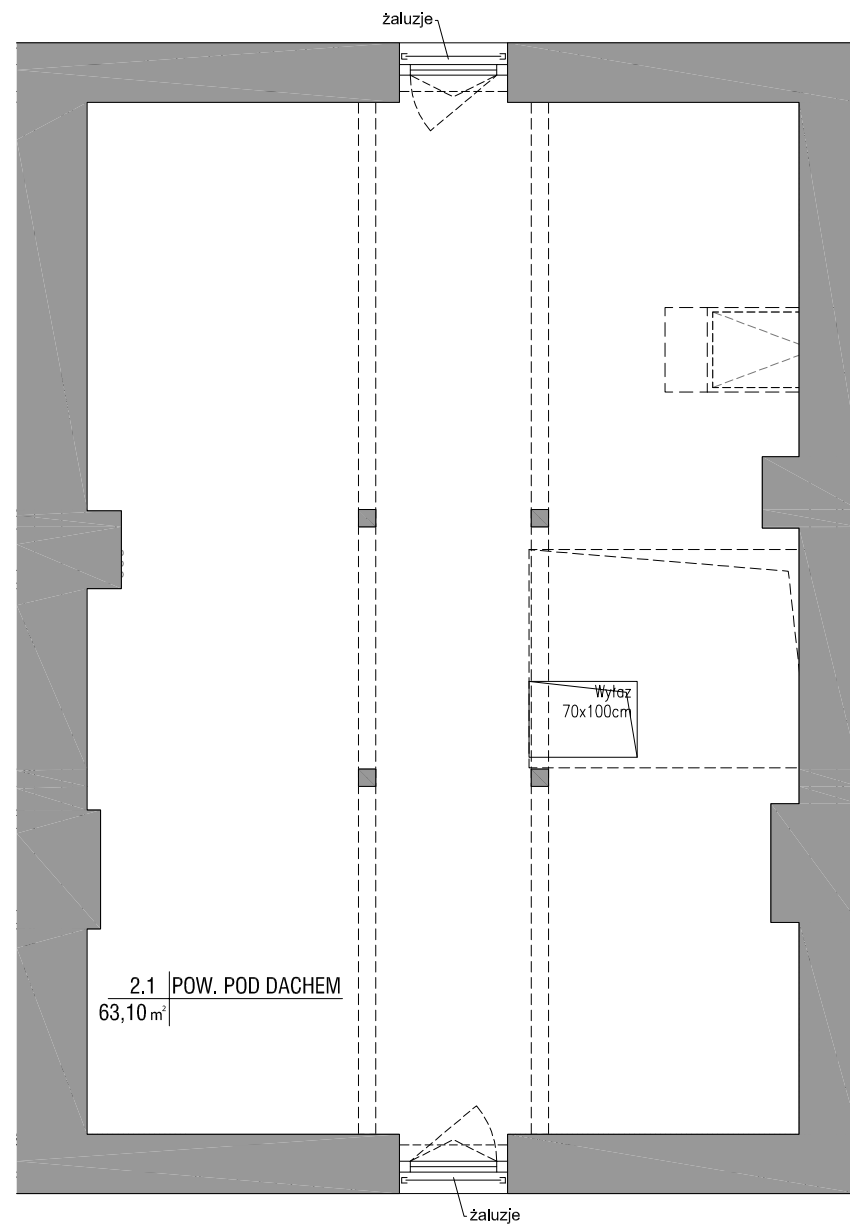 żaluzje
Wyłaz
70x100cm
2.1 POW. POD DACHEM
63,10 m²
żaluzje